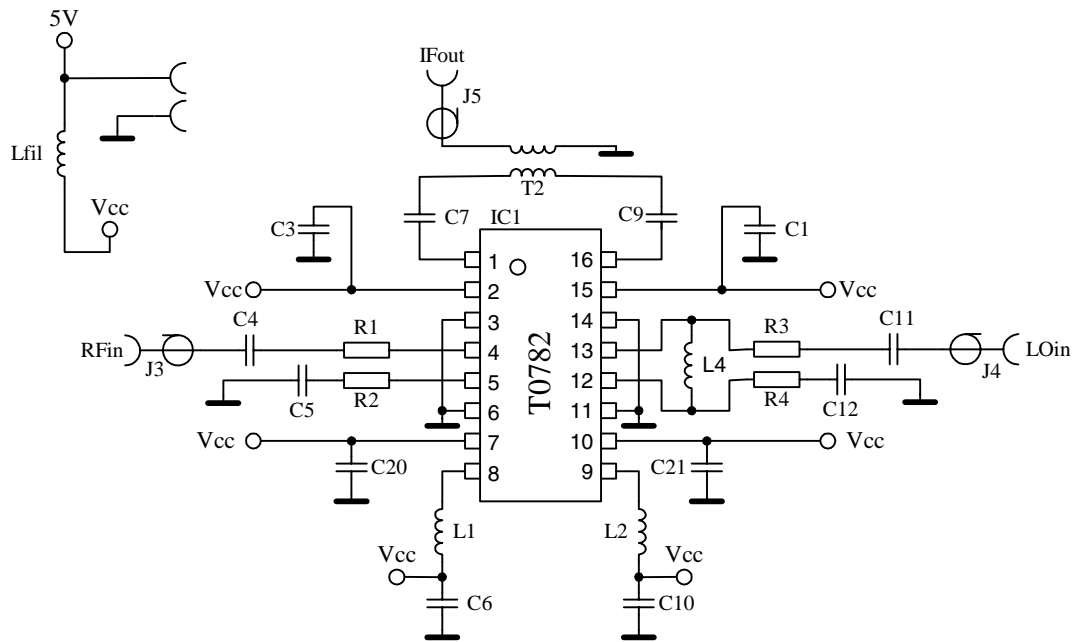 5V
IFout
J5
Lfil
T2
Vcc
C3
C7
IC1
C9
C1
1
16
Vcc
2
15
Vcc
3
14
C4
R1
R3
C11
RFin
J3
4
13
L4
J4
LOin
C5
R2
5
12
R4
C12
T0782
6
11
Vcc
7
10
Vcc
C20
8
9
C21
L1
L2
Vcc
Vcc
C6
C10